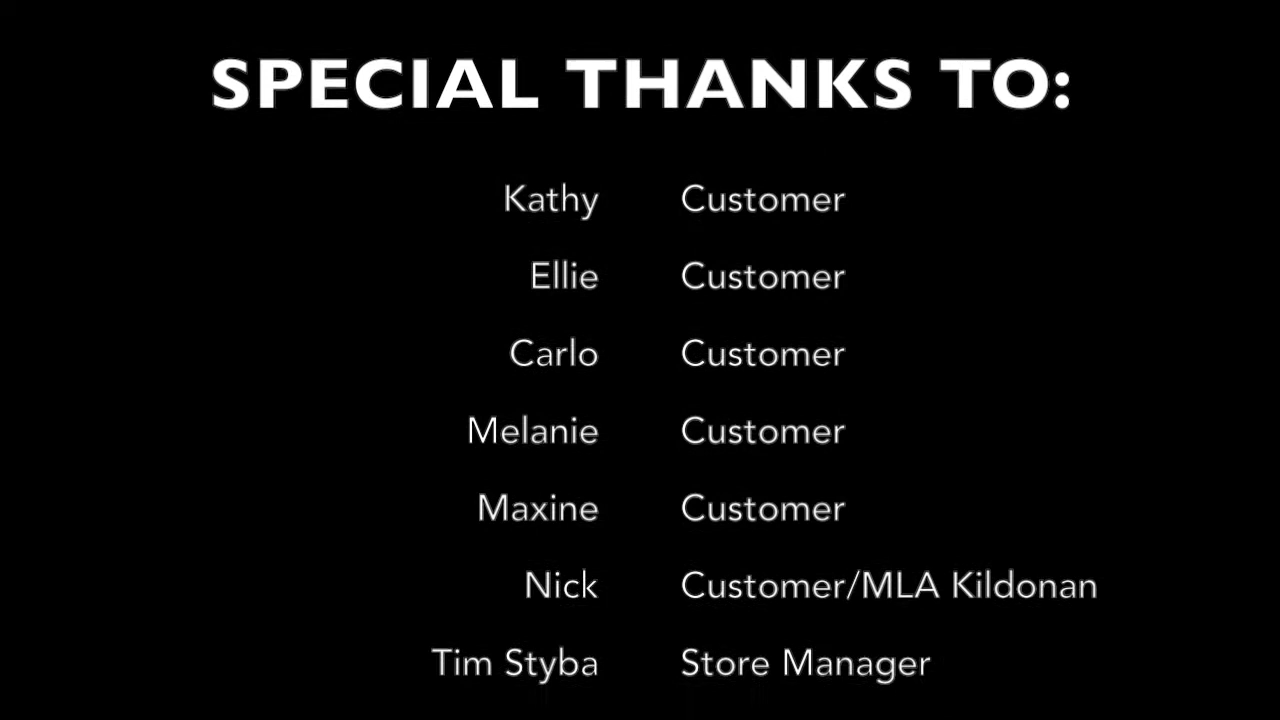 SPECIAL THANKS TO:
Kathy Customer
Ellie Customer
Carlo Customer
Melanie Customer
Maxine Customer
Nick Customer/MLA Kildonan
Tim Styba Store Manager